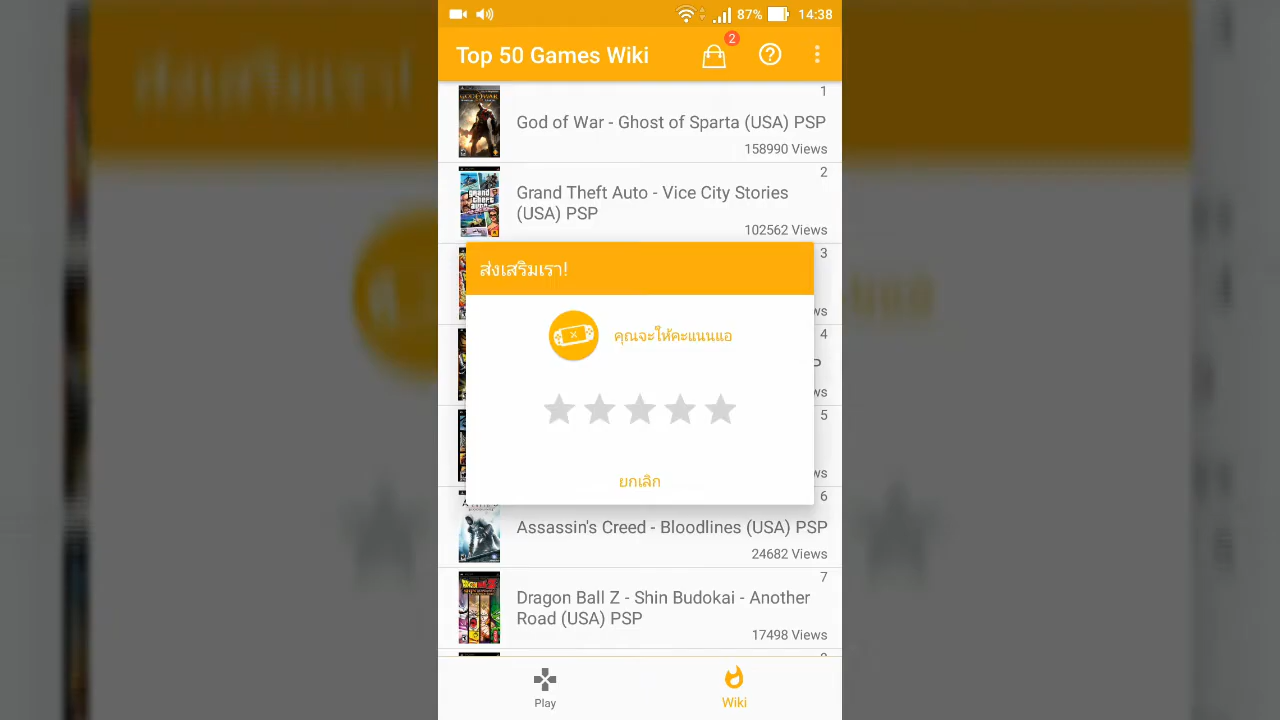 87% 14:38
Top 50 Games Wiki
2
1
God of War - Ghost of Sparta (USA) PSP
158990 Views
2
Grand Theft Auto - Vice City Stories
(USA) PSP
102562 Views
3
ส่งเสริมเรา!
คุณจะให้คะแนนแอ
4
5
ยกเลิก
6
Assassin's Creed - Bloodlines (USA) PSP
24682 Views
7
Dragon Ball Z - Shin Budokai - Another
Road (USA) PSP
17498 Views
Play
Wiki